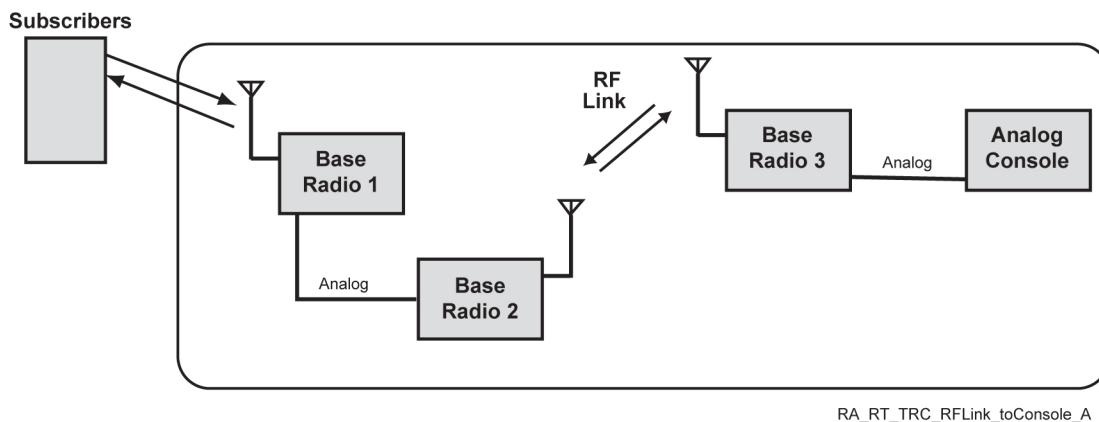 Subscribers
RF
Link
Base
Radio 1
Base
Radio 3
Analog
Analog
Console
Analog
Base
Radio 2
RA_RT_TRC_RFLink_toConsole_A